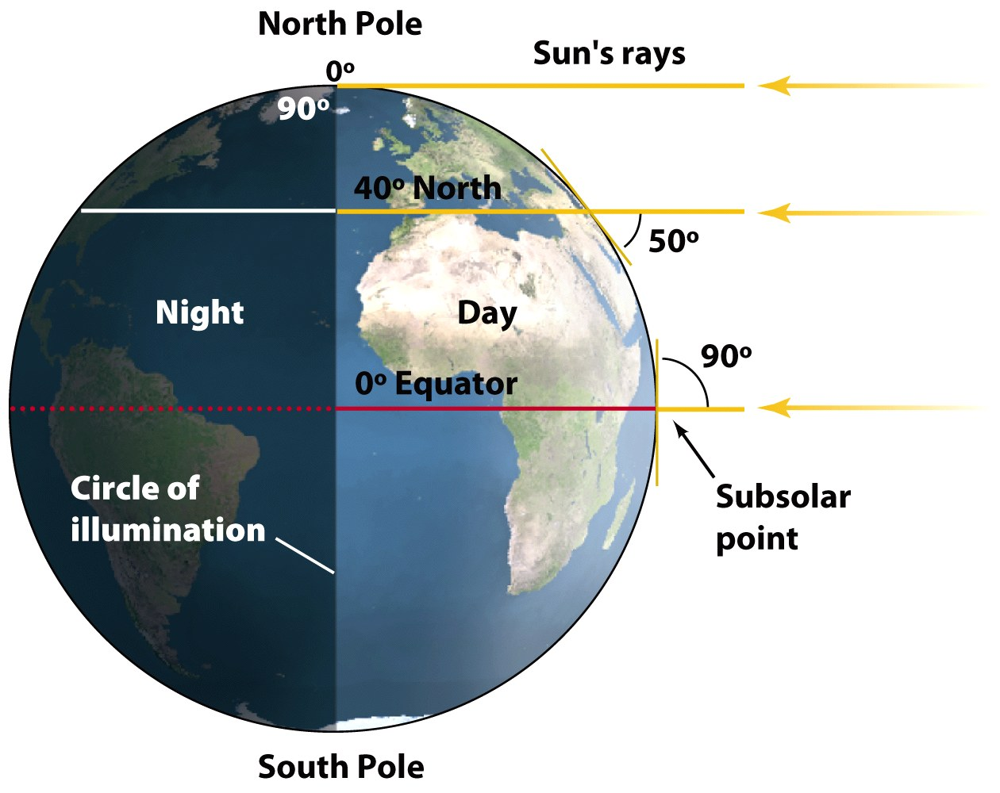 North Pole
Sun's rays
0º
90º
40º North
50º
Night
Day
90º
0º Equator
Circle of
illumination
Subsolar
point
South Pole